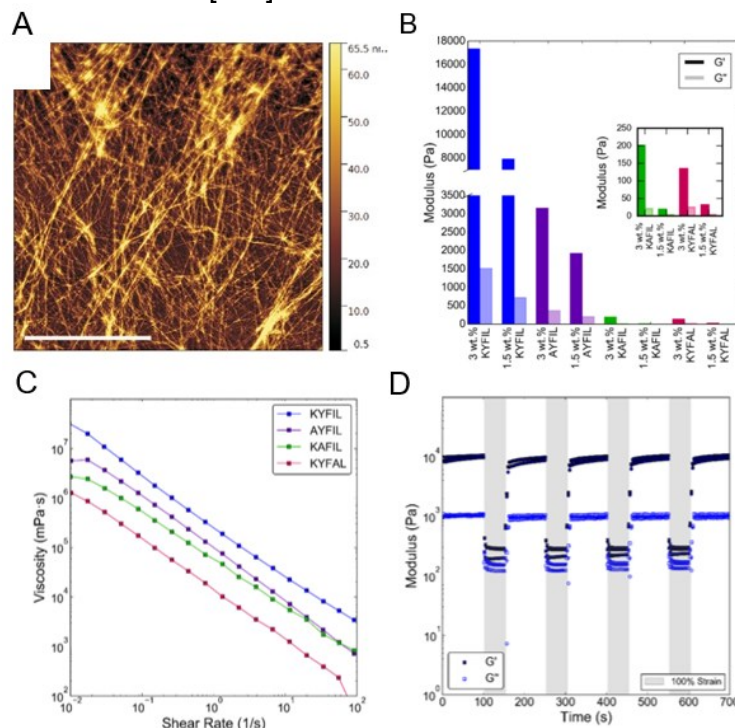 A
65.5
60.0
50.0
40.0
30.0
20.0
10.0
0.5
B
18000
16000
14000
12000
10000
8000
3500
3000
2500
2000
1500
1000
500
0
Modulus (Pa)
G'
G"
250
200
150
100
50
0
Modulus (Pa)
3 wt.% KAFIL
1.5 wt.% KAFIL
3 wt.% KYFAL
1.5 wt.% KYFAL
3 wt.% KYFIL
1.5 wt.% KYFIL
3 wt.% AYFIL
1.5 wt.% AYFIL
3 wt.% KAFIL
1.5 wt.% KAFIL
3 wt.% KYFAL
1.5 wt.% KYFAL
C
KYFIL
AYFIL
KAFIL
KYFAL
10⁷
10⁶
10⁵
10⁴
10³
10²
Viscosity (mPa·s)
10⁻² 10⁻¹ 10⁰ 10¹ 10²
Shear Rate (1/s)
D
10⁴
10³
10²
10¹
10⁰
Modulus (Pa)
G'
G"
100% Strain
0 100 200 300 400 500 600 700
Time (s)